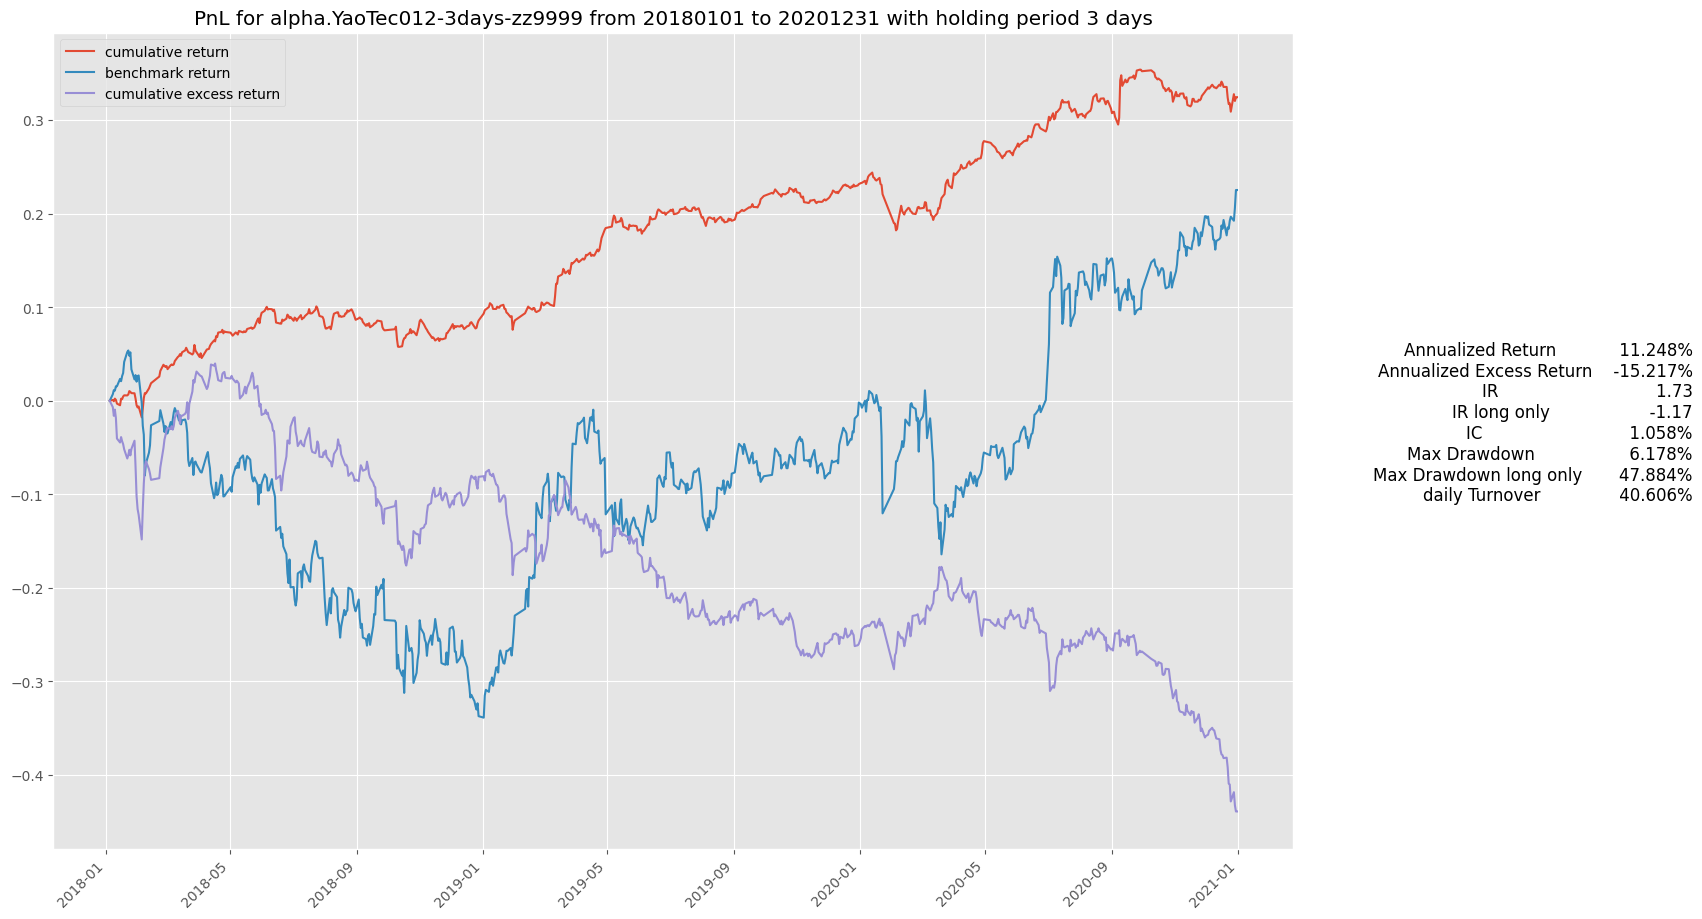 PnL for alpha.YaoTec012-3days-zz9999 from 20180101 to 20201231 with holding period 3 days
cumulative return
benchmark return
cumulative excess return
0.3
0.2
0.1
0.0
−0.1
−0.2
−0.3
−0.4
2018-01
2018-05
2018-09
2019-01
2019-05
2019-09
2020-01
2020-05
2020-09
2021-01
Annualized Return 11.248%
Annualized Excess Return -15.217%
IR 1.73
IR long only -1.17
IC 1.058%
Max Drawdown 6.178%
Max Drawdown long only 47.884%
daily Turnover 40.606%